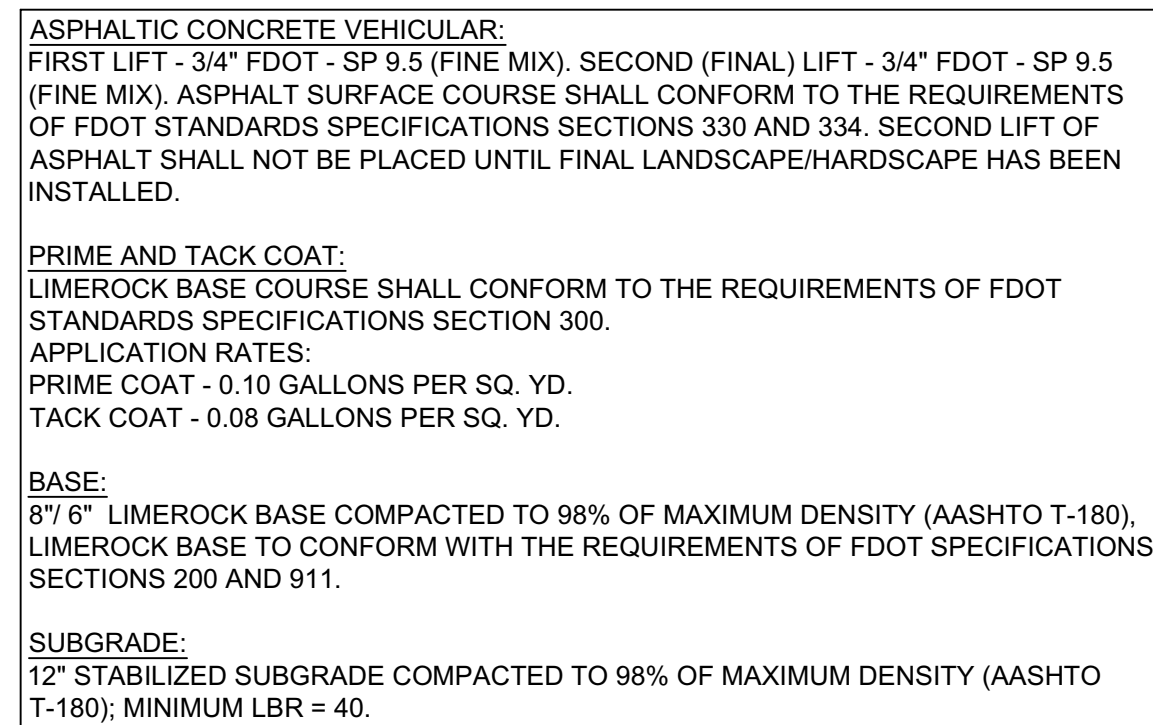 ASPHALTIC CONCRETE VEHICULAR:
FIRST LIFT - 3/4" FDOT - SP 9.5 (FINE MIX). SECOND (FINAL) LIFT - 3/4" FDOT - SP 9.5
(FINE MIX). ASPHALT SURFACE COURSE SHALL CONFORM TO THE REQUIREMENTS
OF FDOT STANDARDS SPECIFICATIONS SECTIONS 330 AND 334. SECOND LIFT OF
ASPHALT SHALL NOT BE PLACED UNTIL FINAL LANDSCAPE/HARDSCAPE HAS BEEN
INSTALLED.
PRIME AND TACK COAT:
LIMEROCK BASE COURSE SHALL CONFORM TO THE REQUIREMENTS OF FDOT
STANDARDS SPECIFICATIONS SECTION 300.
APPLICATION RATES:
PRIME COAT - 0.10 GALLONS PER SQ. YD.
TACK COAT - 0.08 GALLONS PER SQ. YD.
BASE:
8"/ 6" LIMEROCK BASE COMPACTED TO 98% OF MAXIMUM DENSITY (AASHTO T-180),
LIMEROCK BASE TO CONFORM WITH THE REQUIREMENTS OF FDOT SPECIFICATIONS
SECTIONS 200 AND 911.
SUBGRADE:
12" STABILIZED SUBGRADE COMPACTED TO 98% OF MAXIMUM DENSITY (AASHTO
T-180); MINIMUM LBR = 40.